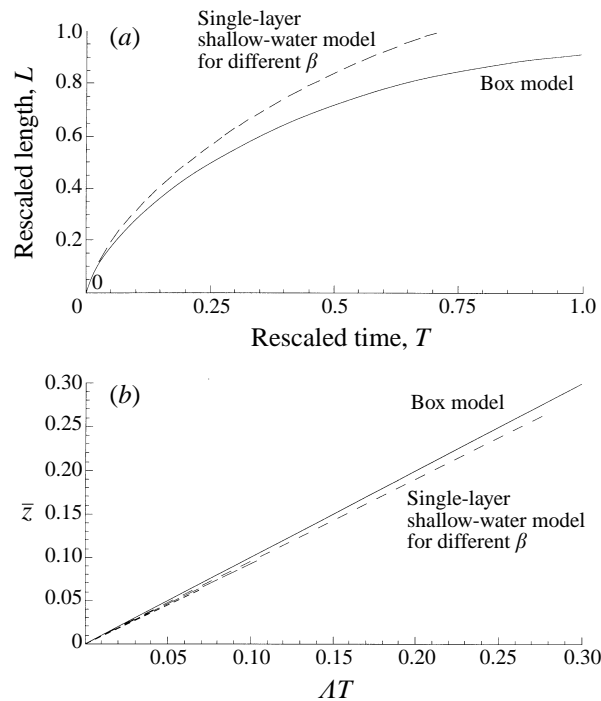 (a)
Single-layer
shallow-water model
for different β
Box model
Rescaled length, L
1.0
0.8
0.6
0.4
0.2
0
0
0.25
0.5
0.75
1.0
Rescaled time, T
(b)
Box model
Single-layer
shallow-water model
for different β
0.30
0.25
0.20
0.15
0.10
0.05
0
0.05
0.10
0.15
0.20
0.25
0.30
ΛT